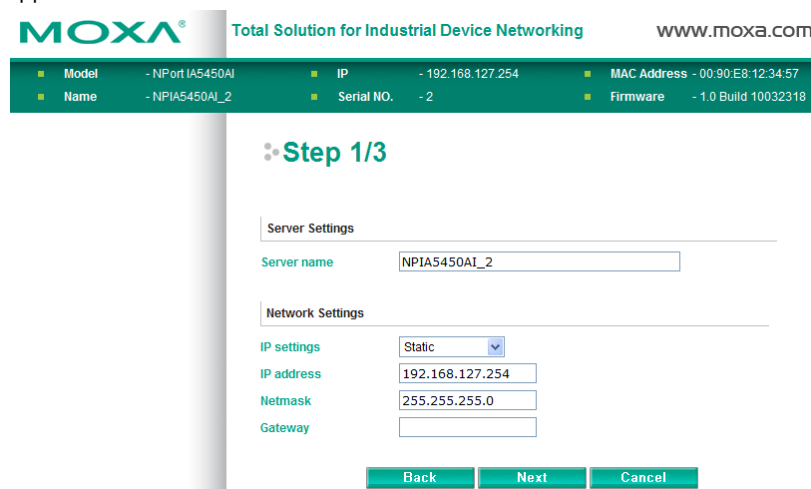 MOXA® Total Solution for Industrial Device Networking www.moxa.com
Model - NPort IA5450AI IP - 192.168.127.254 MAC Address - 00:90:E8:12:34:57
Name - NPIA5450AI_2 Serial NO. - 2 Firmware - 1.0 Build 10032318
Step 1/3
Server Settings
Server name NPIA5450AI_2
Network Settings
IP settings Static
IP address 192.168.127.254
Netmask 255.255.255.0
Gateway
Back Next Cancel